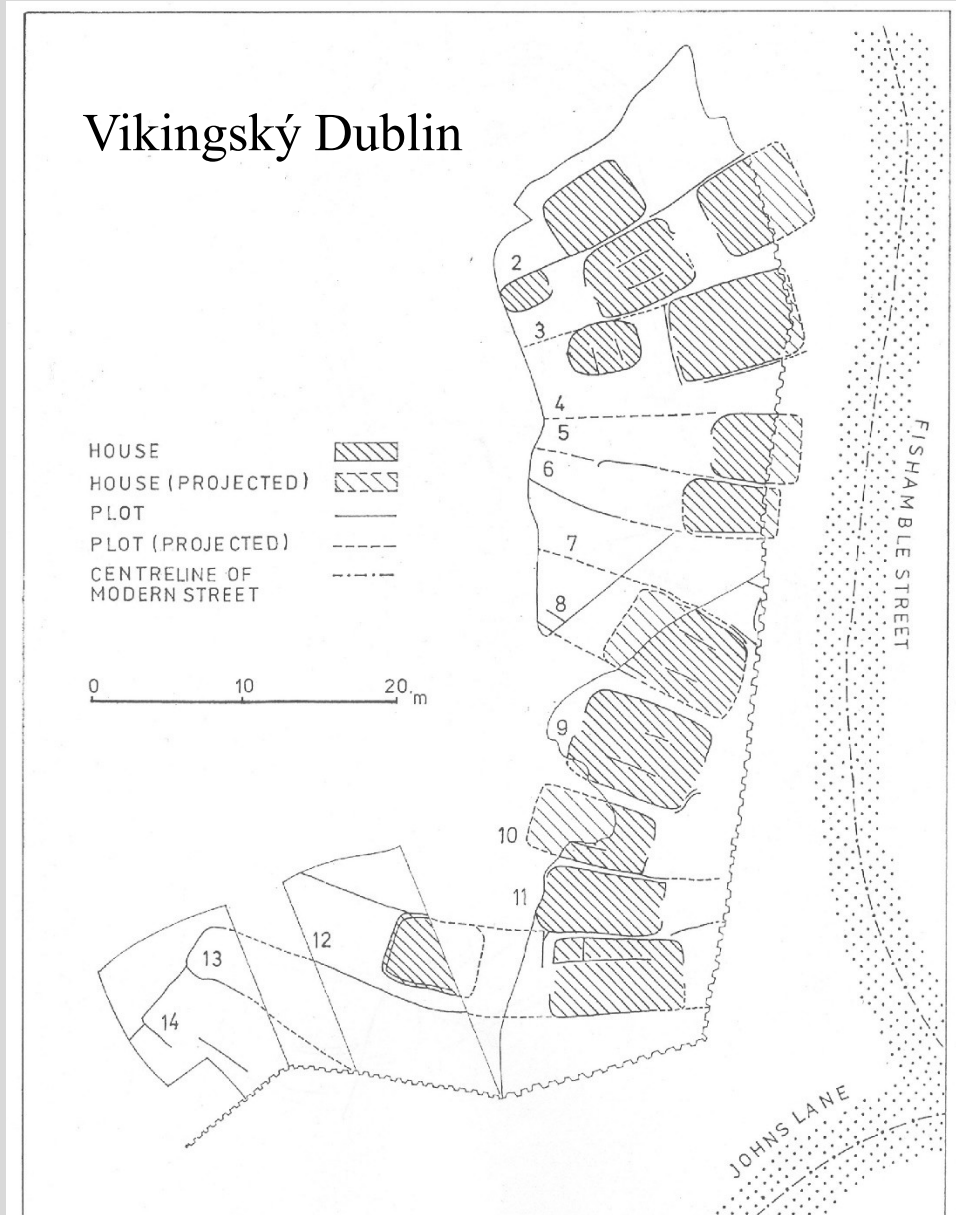 Vikingský Dublin
2
3
4
5
6
7
8
9
10
11
12
13
14
HOUSE
HOUSE (PROJECTED)
PLOT
PLOT (PROJECTED)
CENTRELINE OF
MODERN STREET
0 10 20 m
FISHAMBLE STREET
JOHNS LANE